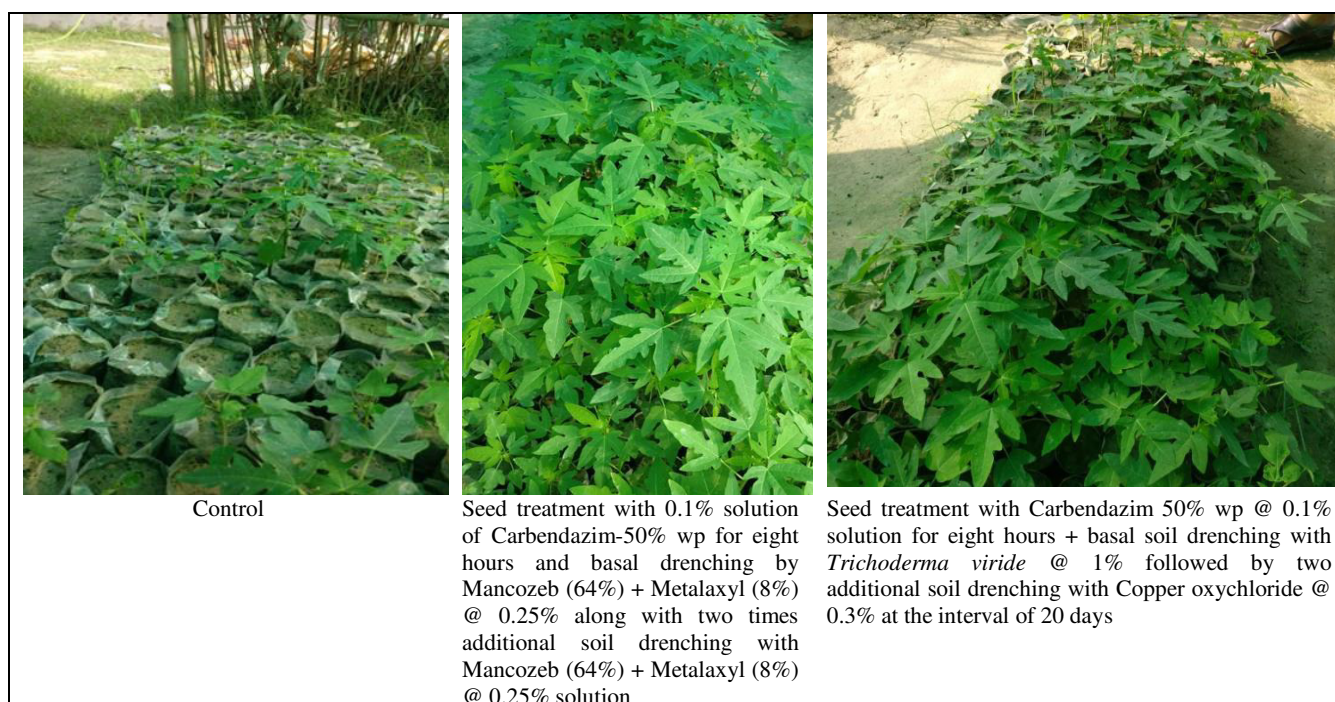 Control
Seed treatment with 0.1% solution
of Carbendazim-50% wp for eight
hours and basal drenching by
Mancozeb (64%) + Metalaxyl (8%)
@ 0.25% along with two times
additional soil drenching with
Mancozeb (64%) + Metalaxyl (8%)
@ 0.25% solution
Seed treatment with Carbendazim 50% wp @ 0.1%
solution for eight hours + basal soil drenching with
Trichoderma viride @ 1% followed by two
additional soil drenching with Copper oxychloride @
0.3% at the interval of 20 days